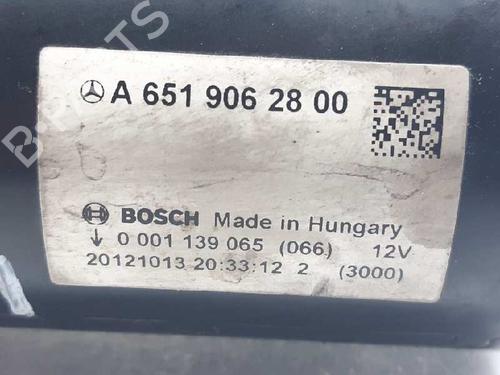 A 651 906 28 00
BOSCH Made in Hungary
0 001 139 065 (066) 12V
20121013 20:33:12 2 (3000)